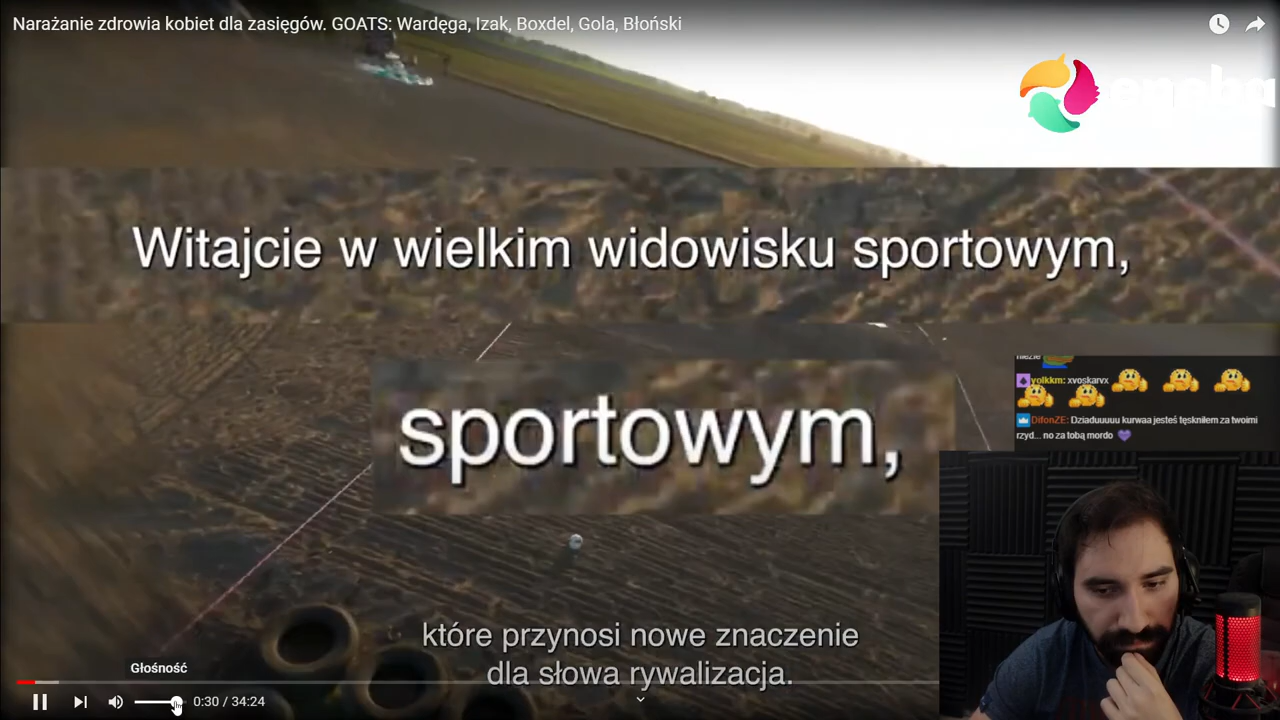 Narażanie zdrowia kobiet dla zasięgów. GOATS: Wardęga, Izak, Boxdel, Gola, Błoński
Witajcie w wielkim widowisku sportowym,
sportowym,
yolkkm: xvoskarvx
DifonZE: Dziaduuuuu kurwaa jesteś tęskniłem za twoimi
rzyd... no za tobą mordo
które przynosi nowe znaczenie
dla słowa rywalizacja.
Głośność
0:30 / 34:24